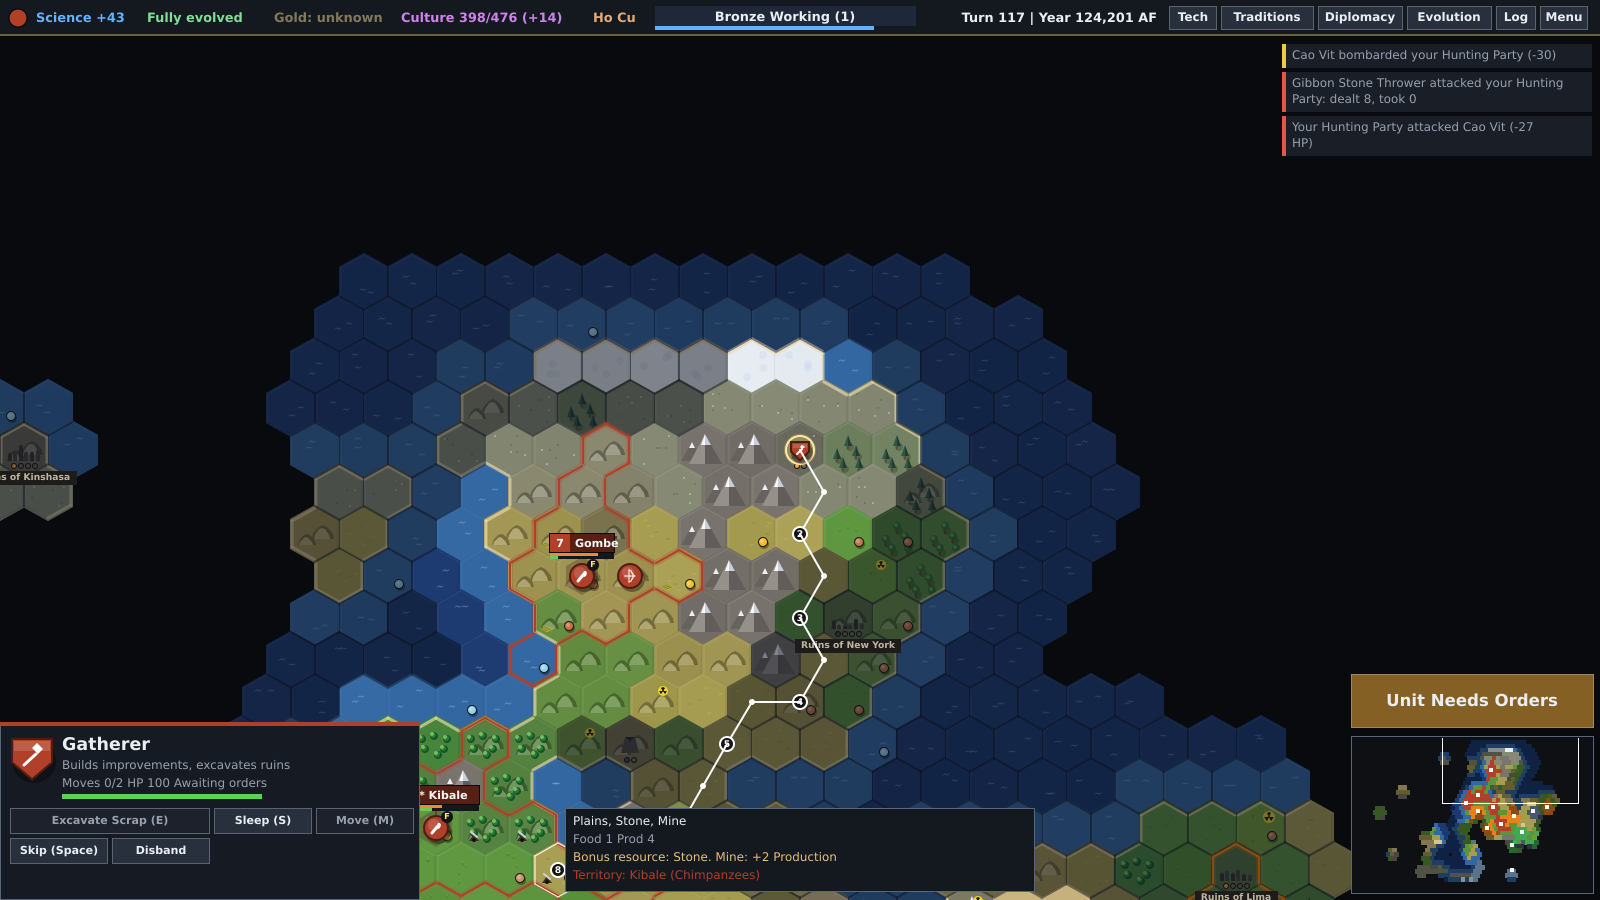 Science +43
Fully evolved
Gold: unknown
Culture 398/476 (+14)
Ho Cu
Bronze Working (1)
Turn 117 | Year 124,201 AF
Tech
Traditions
Diplomacy
Evolution
Log
Menu
Cao Vit bombarded your Hunting Party (-30)
Gibbon Stone Thrower attacked your Hunting
Party: dealt 8, took 0
Your Hunting Party attacked Cao Vit (-27
HP)
s of Kinshasa
7 Gombe
F
2
3
Ruins of New York
4
5
Unit Needs Orders
Gatherer
Builds improvements, excavates ruins
Moves 0/2 HP 100 Awaiting orders
Excavate Scrap (E)
Sleep (S)
Move (M)
Skip (Space)
Disband
* Kibale
F
8
Plains, Stone, Mine
Food 1 Prod 4
Bonus resource: Stone. Mine: +2 Production
Territory: Kibale (Chimpanzees)
Ruins of Lima